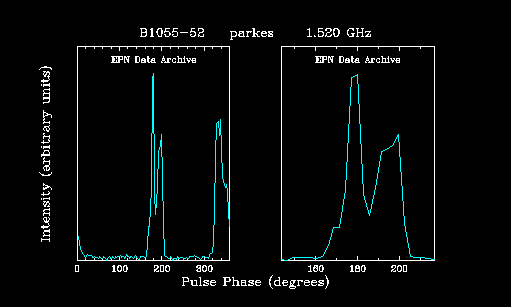 B1055-52 parkes 1.520 GHz
EPN Data Archive EPN Data Archive
Intensity (arbitrary units)
0 100 200 300 160 180 200
Pulse Phase (degrees)